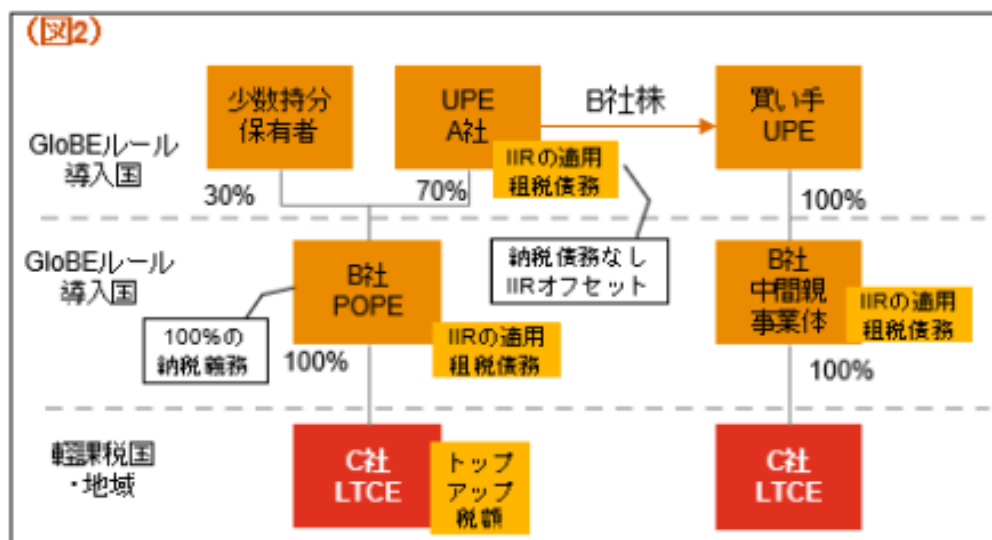 (図2)
少数持分
保有者
UPE
A社
B社株
買い手
UPE
GloBEルール
導入国
IIRの適用
租税債務
30%
70%
100%
納税債務なし
IIRオフセット
GloBEルール
導入国
B社
POPE
B社
中間親
事業体
IIRの適用
租税債務
100%の
納税義務
100%
IIRの適用
租税債務
100%
軽課税国
・地域
C社
LTCE
トップ
アップ
税額
C社
LTCE